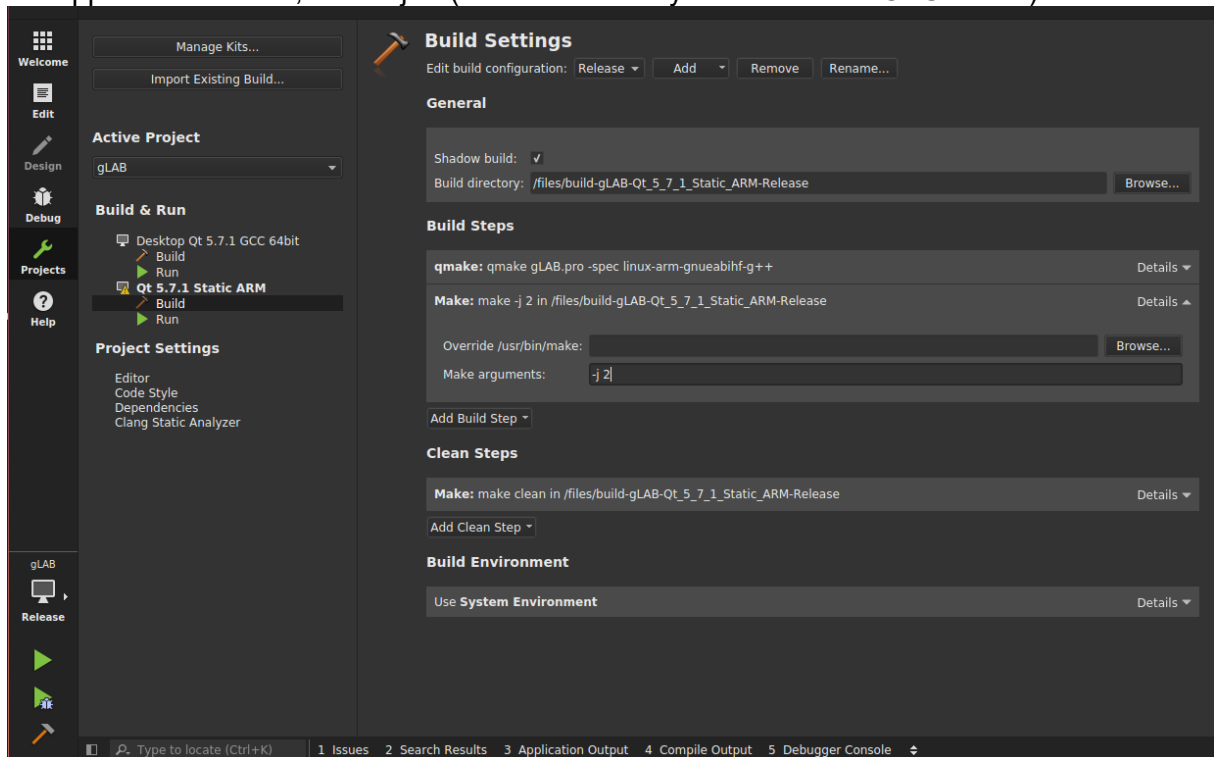 Welcome
Edit
Design
Debug
Projects
Help
gLAB
Release
Manage Kits...
Import Existing Build...
Active Project
gLAB
Build & Run
Desktop Qt 5.7.1 GCC 64bit
Build
Run
Qt 5.7.1 Static ARM
Build
Run
Project Settings
Editor
Code Style
Dependencies
Clang Static Analyzer
Build Settings
Edit build configuration: Release Add Remove Rename...
General
Shadow build:
Build directory: /files/build-gLAB-Qt_5_7_1_Static_ARM-Release Browse...
Build Steps
qmake: qmake gLAB.pro -spec linux-arm-gnueabihf-g++ Details
Make: make -j 2 in /files/build-gLAB-Qt_5_7_1_Static_ARM-Release Details
Override /usr/bin/make: Browse...
Make arguments: -j 2
Add Build Step
Clean Steps
Make: make clean in /files/build-gLAB-Qt_5_7_1_Static_ARM-Release Details
Add Clean Step
Build Environment
Use System Environment Details
Type to locate (Ctrl+K) 1 Issues 2 Search Results 3 Application Output 4 Compile Output 5 Debugger Console